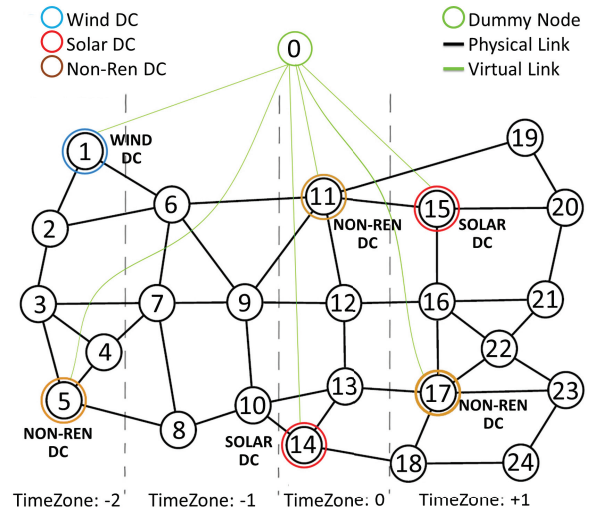 Wind DC
Solar DC
Non-Ren DC
Dummy Node
Physical Link
Virtual Link
0
1
WIND
DC
19
6
11
15
20
2
NON-REN
DC
SOLAR
DC
3
7
9
12
16
21
4
22
5
10
13
17
23
NON-REN
DC
8
SOLAR
DC
14
NON-REN
DC
18
24
TimeZone: -2
TimeZone: -1
TimeZone: 0
TimeZone: +1